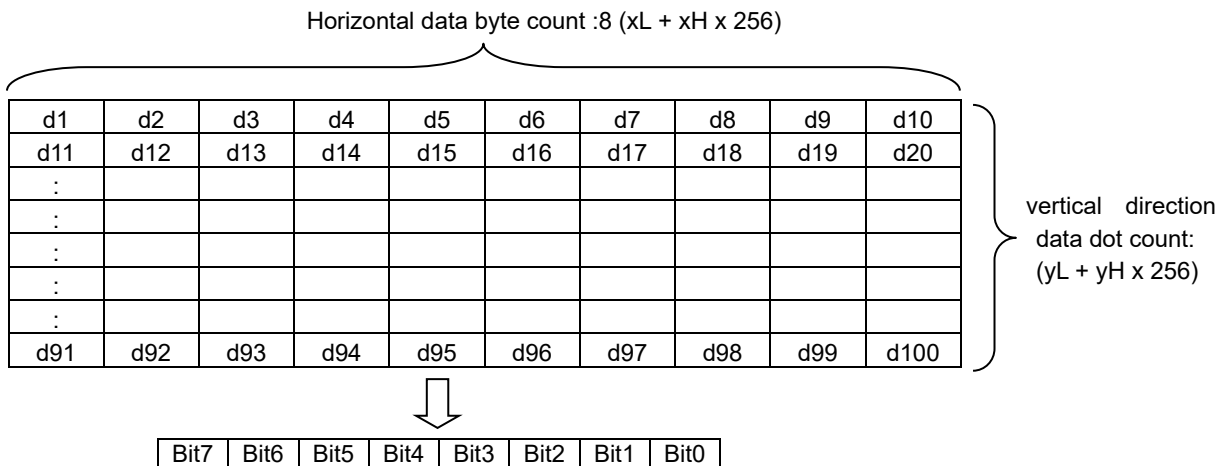 Horizontal data byte count :8 (xL + xH x 256)
d1 d2 d3 d4 d5 d6 d7 d8 d9 d10
d11 d12 d13 d14 d15 d16 d17 d18 d19 d20
:
:
:
:
:
d91 d92 d93 d94 d95 d96 d97 d98 d99 d100
vertical direction
data dot count:
(yL + yH x 256)
Bit7 Bit6 Bit5 Bit4 Bit3 Bit2 Bit1 Bit0